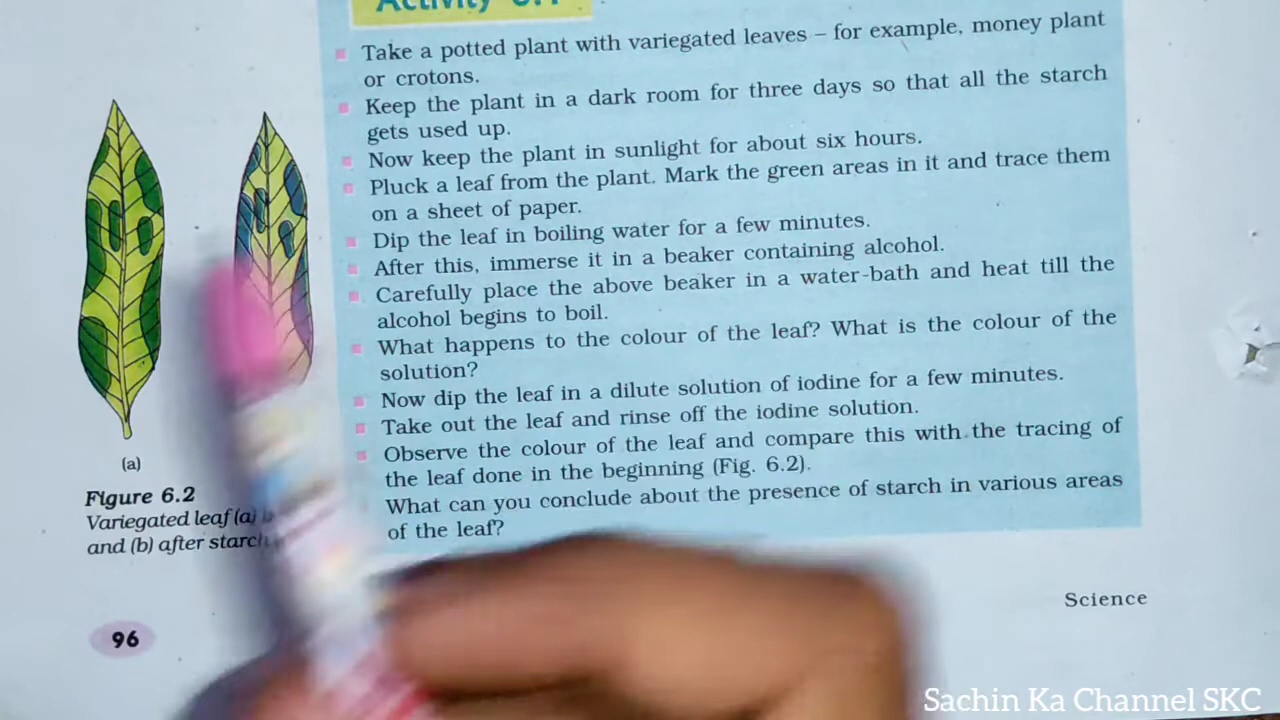 Activity 6.1
Take a potted plant with variegated leaves – for example, money plant
or crotons.
Keep the plant in a dark room for three days so that all the starch
gets used up.
Now keep the plant in sunlight for about six hours.
Pluck a leaf from the plant. Mark the green areas in it and trace them
on a sheet of paper.
Dip the leaf in boiling water for a few minutes.
After this, immerse it in a beaker containing alcohol.
Carefully place the above beaker in a water-bath and heat till the
alcohol begins to boil.
What happens to the colour of the leaf? What is the colour of the
solution?
Now dip the leaf in a dilute solution of iodine for a few minutes.
Take out the leaf and rinse off the iodine solution.
Observe the colour of the leaf and compare this with the tracing of
the leaf done in the beginning (Fig. 6.2).
What can you conclude about the presence of starch in various areas
of the leaf?
(a)
Figure 6.2
Variegated leaf (a)
and (b) after starch
Science
96
Sachin Ka Channel SKC